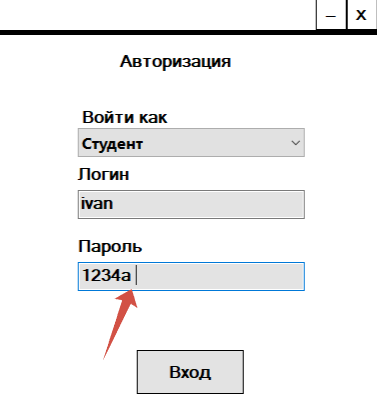 _ x
Авторизация
Войти как
Студент
Логин
ivan
Пароль
1234a
Вход